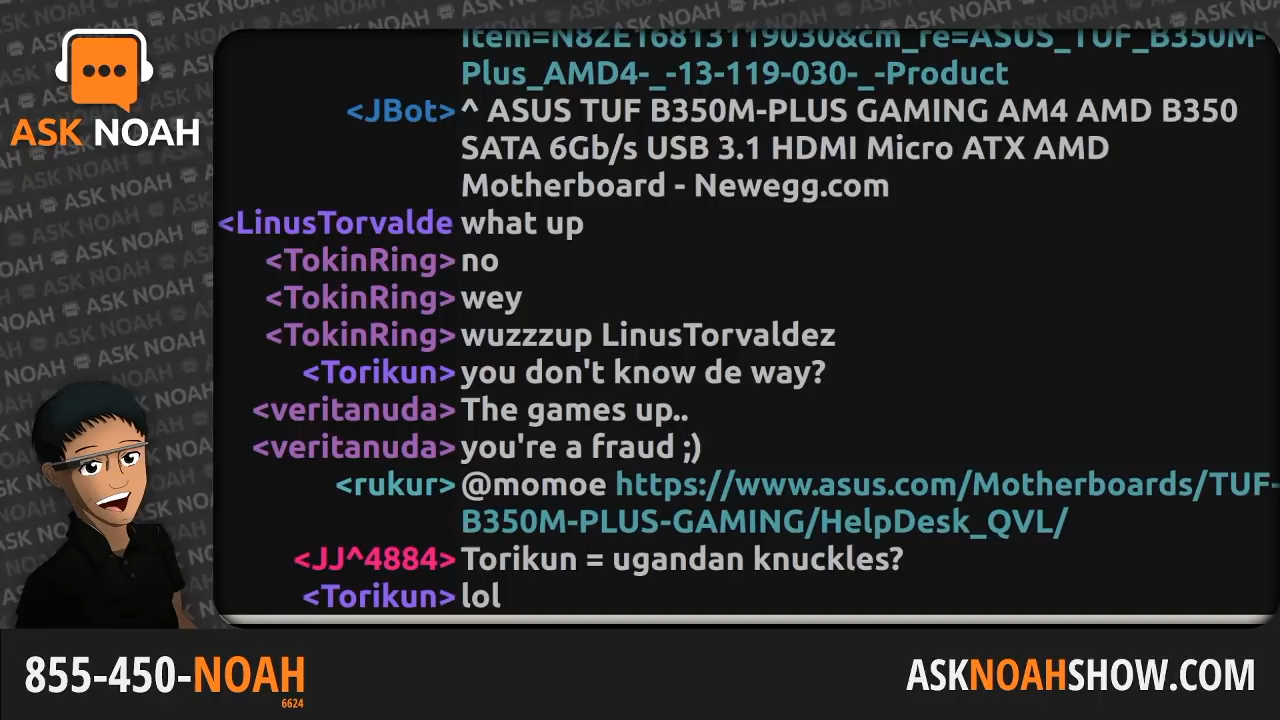 ASK NOAH
Item=N82E16813119030&cm_re=ASUS_TUF_B350M-
Plus_AMD4-_-13-119-030-_-Product
<JBot> ^ ASUS TUF B350M-PLUS GAMING AM4 AMD B350
SATA 6Gb/s USB 3.1 HDMI Micro ATX AMD
Motherboard - Newegg.com
<LinusTorvalde what up
<TokinRing> no
<TokinRing> wey
<TokinRing> wuzzzup LinusTorvaldez
<Torikun> you don't know de way?
<veritanuda> The games up..
<veritanuda> you're a fraud ;)
<rukur> @momoe https://www.asus.com/Motherboards/TUF-
B350M-PLUS-GAMING/HelpDesk_QVL/
<JJ^4884> Torikun = ugandan knuckles?
<Torikun> lol
855-450-NOAH
6624
ASKNOAHSHOW.COM